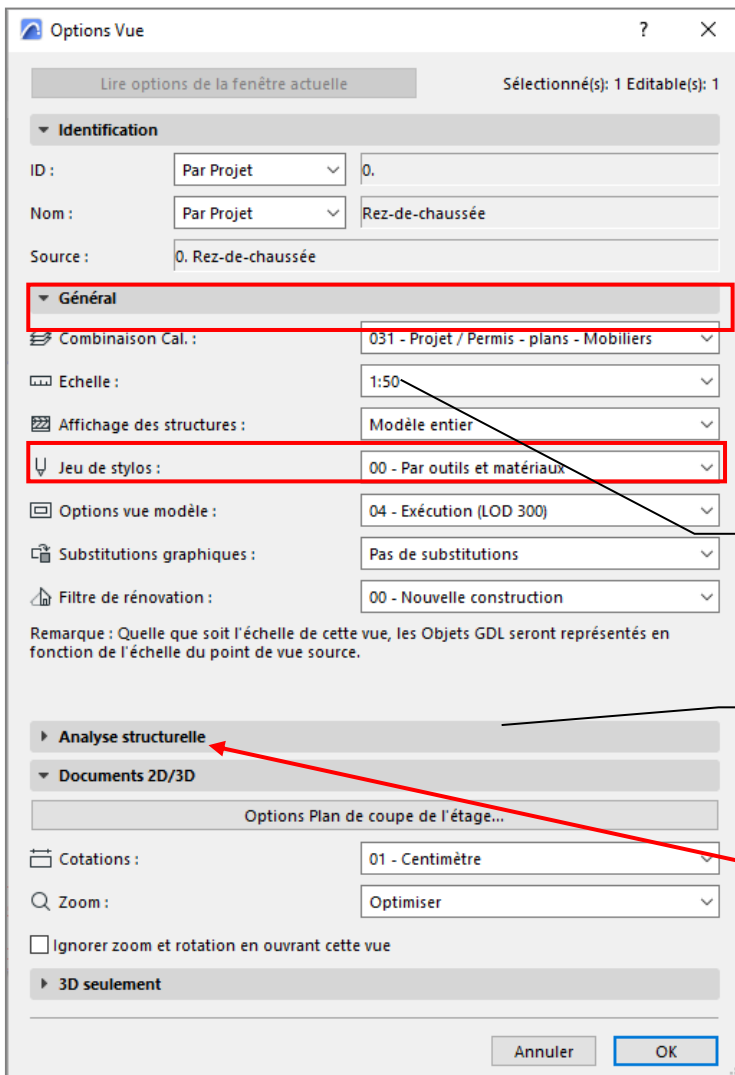 Options Vue ?
Lire options de la fenêtre actuelle Sélectionné(s): 1 Editable(s): 1
Identification
ID : Par Projet 0.
Nom : Par Projet Rez-de-chaussée
Source : 0. Rez-de-chaussée
Général
Combinaison Cal. : 031 - Projet / Permis - plans - Mobiliers
Echelle : 1:50
Affichage des structures : Modèle entier
Jeu de stylos : 00 - Par outils et matériaux
Options vue modèle : 04 - Exécution (LOD 300)
Substitutions graphiques : Pas de substitutions
Filtre de rénovation : 00 - Nouvelle construction
Remarque : Quelle que soit l'échelle de cette vue, les Objets GDL seront représentés en
fonction de l'échelle du point de vue source.
Analyse structurelle
Documents 2D/3D
Options Plan de coupe de l'étage...
Cotations : 01 - Centimètre
Zoom : Optimiser
Ignorer zoom et rotation en ouvrant cette vue
3D seulement
Annuler OK